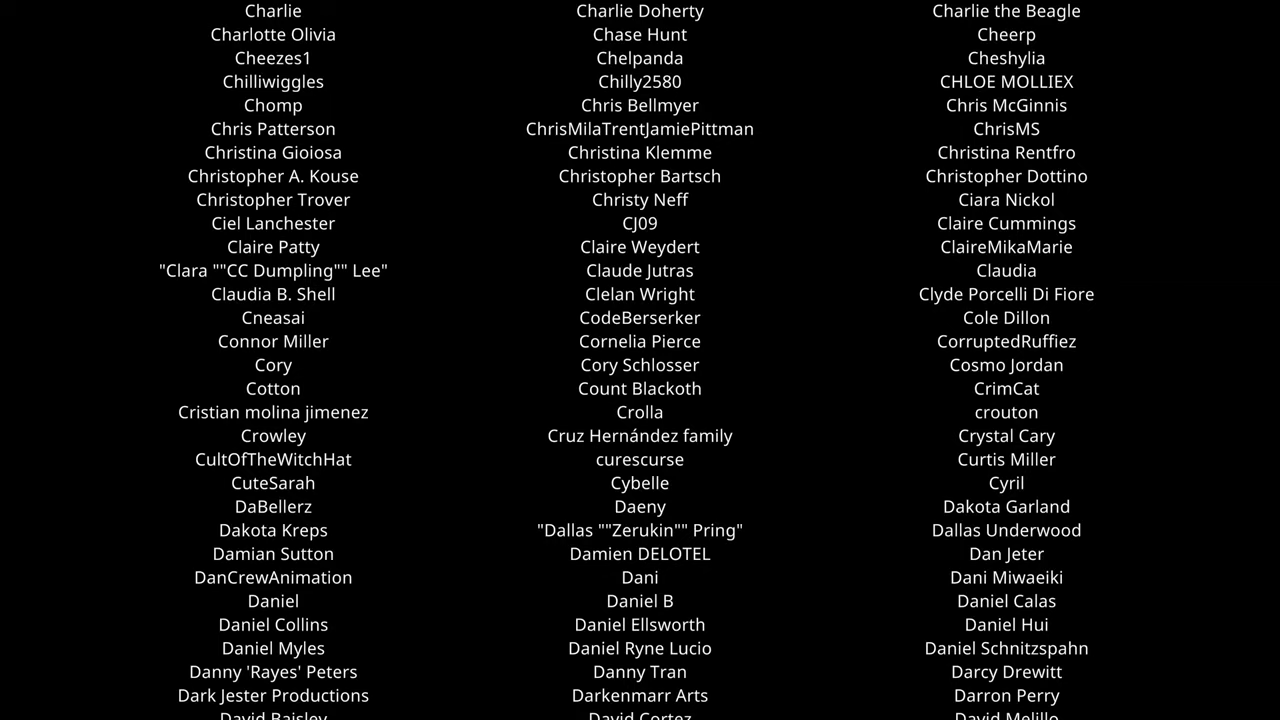 Charlie Charlie Doherty Charlie the Beagle
Charlotte Olivia Chase Hunt Cheerp
Cheezes1 Chelpanda Cheshylia
Chilliwiggles Chilly2580 CHLOE MOLLIEX
Chomp Chris Bellmyer Chris McGinnis
Chris Patterson ChrisMilaTrentJamiePittman ChrisMS
Christina Gioiosa Christina Klemme Christina Rentfro
Christopher A. Kouse Christopher Bartsch Christopher Dottino
Christopher Trover Christy Neff Ciara Nickol
Ciel Lanchester CJ09 Claire Cummings
Claire Patty Claire Weydert ClaireMikaMarie
"Clara ""CC Dumpling"" Lee" Claude Jutras Claudia
Claudia B. Shell Clelan Wright Clyde Porcelli Di Fiore
Cneasai CodeBerserker Cole Dillon
Connor Miller Cornelia Pierce CorruptedRuffiez
Cory Cory Schlosser Cosmo Jordan
Cotton Count Blackoth CrimCat
Cristian molina jimenez Crolla crouton
Crowley Cruz Hernández family Crystal Cary
CultOfTheWitchHat curescurse Curtis Miller
CuteSarah Cybelle Cyril
DaBellerz Daeny Dakota Garland
Dakota Kreps "Dallas ""Zerukin"" Pring" Dallas Underwood
Damian Sutton Damien DELOTEL Dan Jeter
DanCrewAnimation Dani Dani Miwaeiki
Daniel Daniel B Daniel Calas
Daniel Collins Daniel Ellsworth Daniel Hui
Daniel Myles Daniel Ryne Lucio Daniel Schnitzspahn
Danny 'Rayes' Peters Danny Tran Darcy Drewitt
Dark Jester Productions Darkenmarr Arts Darron Perry
David Baisley David Cortez David Melillo